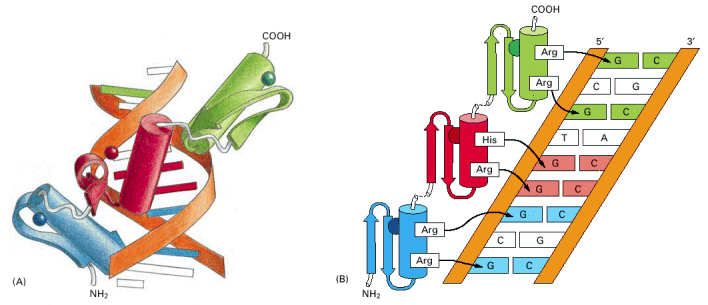 COOH
(A)
NH2
COOH
5′
3′
Arg
G C
C G
Arg
G C
T A
His
G C
Arg
G C
Arg
G C
C G
Arg
G C
(B)
NH2